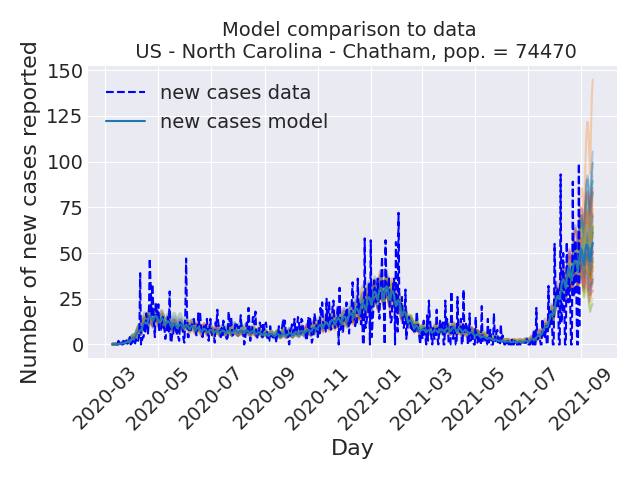 Model comparison to data
US - North Carolina - Chatham, pop. = 74470
Number of new cases reported
150
125
100
75
50
25
0
new cases data
new cases model
2020-03
2020-05
2020-07
2020-09
2020-11
2021-01
2021-03
2021-05
2021-07
2021-09
Day